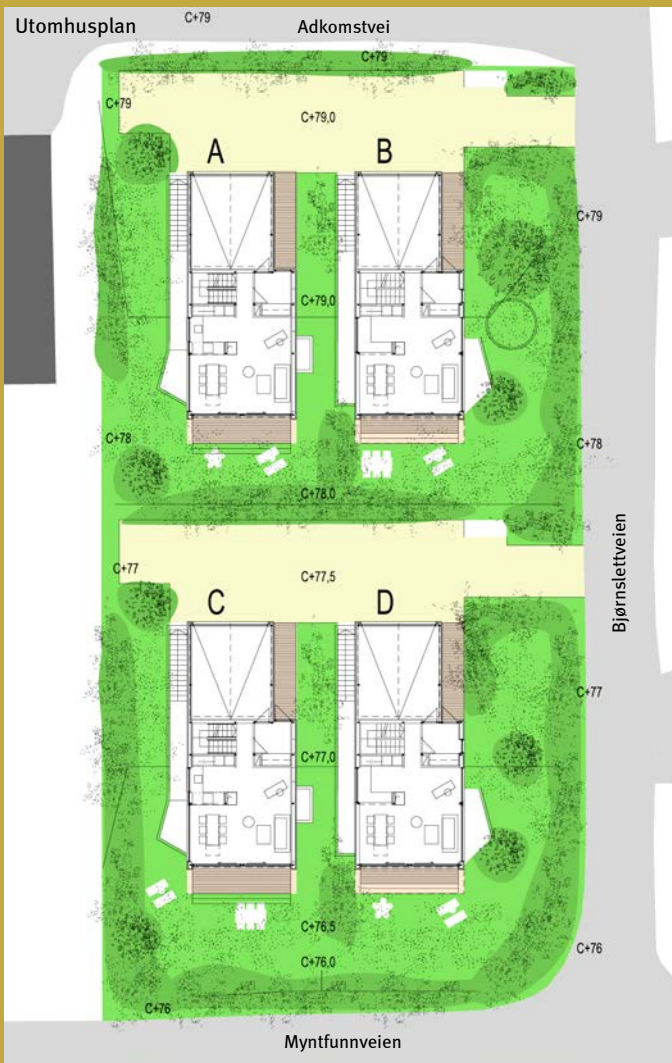 C+79
Utomhusplan
Adkomstvei
C+79
C+79
C+79,0
A
B
C+79
C+79,0
C+78
C+78
C+78,0
Bjørnslettveien
C+77
C+77,5
C
D
C+77
C+77,0
C+76,5
C+76
C+76,0
C+76
Myntfunnveien